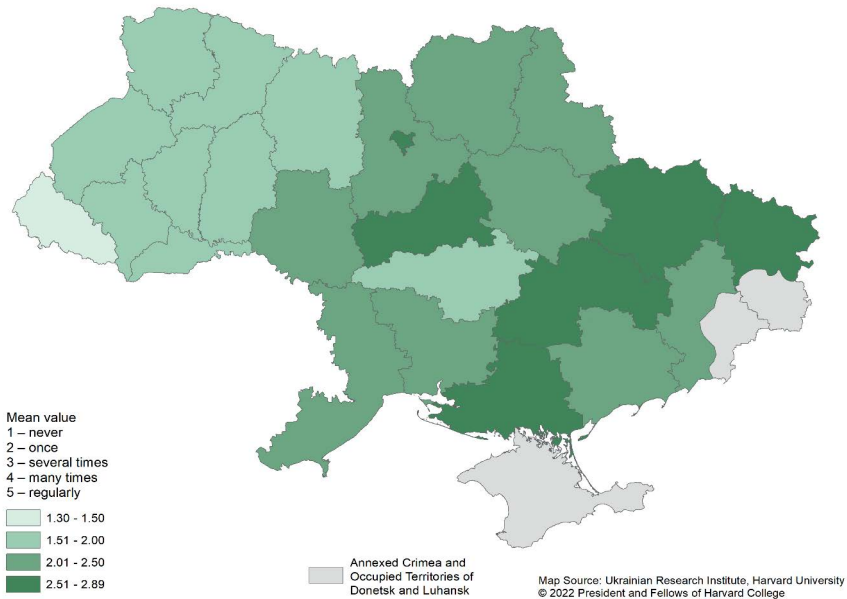 Mean value
1 – never
2 – once
3 – several times
4 – many times
5 – regularly
1.30 - 1.50
1.51 - 2.00
2.01 - 2.50
2.51 - 2.89
Annexed Crimea and
Occupied Territories of
Donetsk and Luhansk
Map Source: Ukrainian Research Institute, Harvard University
© 2022 President and Fellows of Harvard College